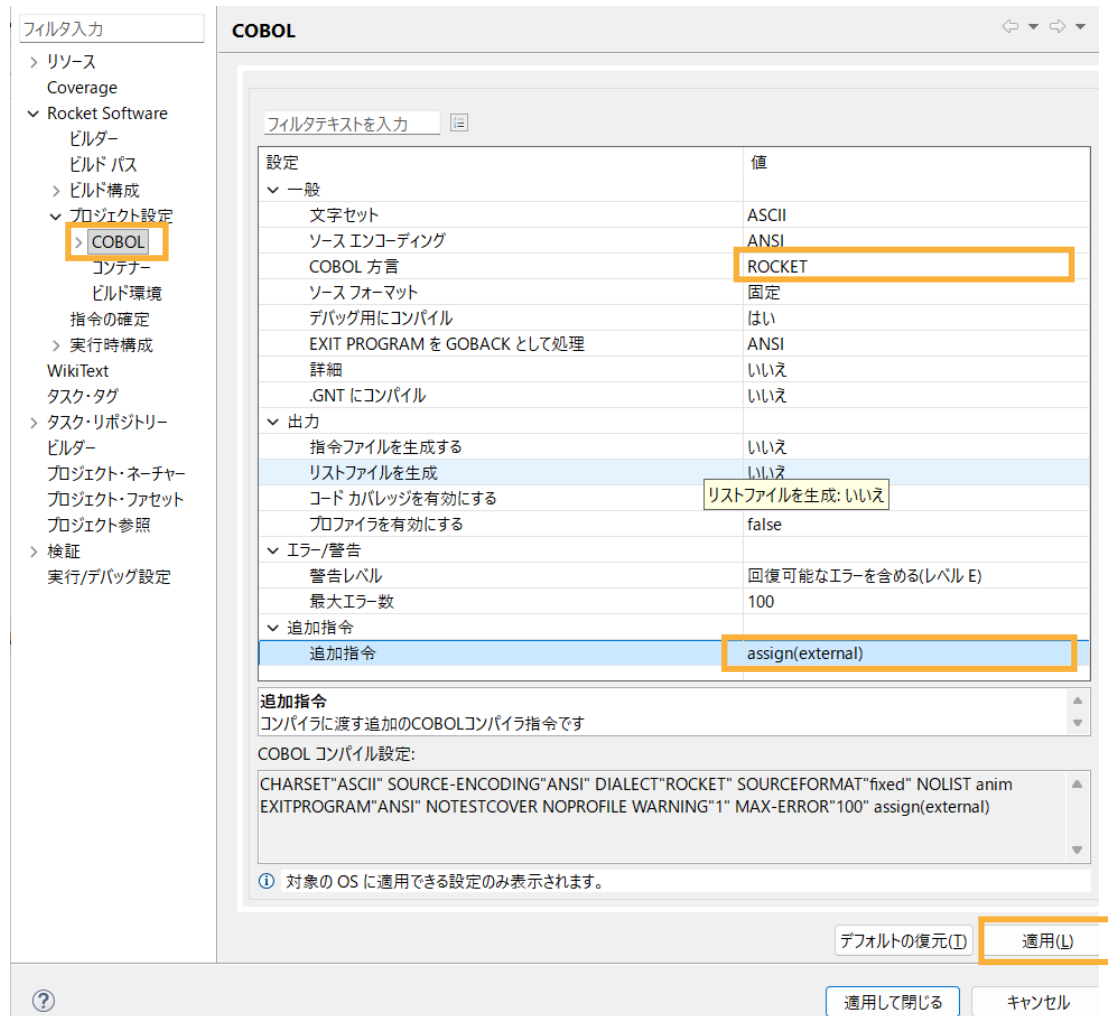 フィルタ入力
リソース
Coverage
Rocket Software
ビルダー
ビルド パス
ビルド構成
プロジェクト設定
COBOL
コンテナー
ビルド環境
指令の確定
実行時構成
WikiText
タスク・タグ
タスク・リポジトリー
ビルダー
プロジェクト・ネーチャー
プロジェクト・ファセット
プロジェクト参照
検証
実行/デバッグ設定
COBOL
フィルタテキストを入力
設定 値
一般
文字セット ASCII
ソース エンコーディング ANSI
COBOL 方言 ROCKET
ソース フォーマット 固定
デバッグ用にコンパイル はい
EXIT PROGRAM を GOBACK として処理 ANSI
詳細 いいえ
.GNT にコンパイル いいえ
出力
指令ファイルを生成する いいえ
リストファイルを生成 いいえ
コード カバレッジを有効にする
リストファイルを生成: いいえ
プロファイラを有効にする false
エラー/警告
警告レベル 回復可能なエラーを含める(レベル E)
最大エラー数 100
追加指令
追加指令 assign(external)
追加指令
コンパイラに渡す追加のCOBOLコンパイラ指令です
COBOL コンパイル設定:
CHARSET"ASCII" SOURCE-ENCODING"ANSI" DIALECT"ROCKET" SOURCEFORMAT"fixed" NOLIST anim
EXITPROGRAM"ANSI" NOTESTCOVER NOPROFILE WARNING"1" MAX-ERROR"100" assign(external)
対象の OS に適用できる設定のみ表示されます。
デフォルトの復元(T) 適用(L)
適用して閉じる キャンセル